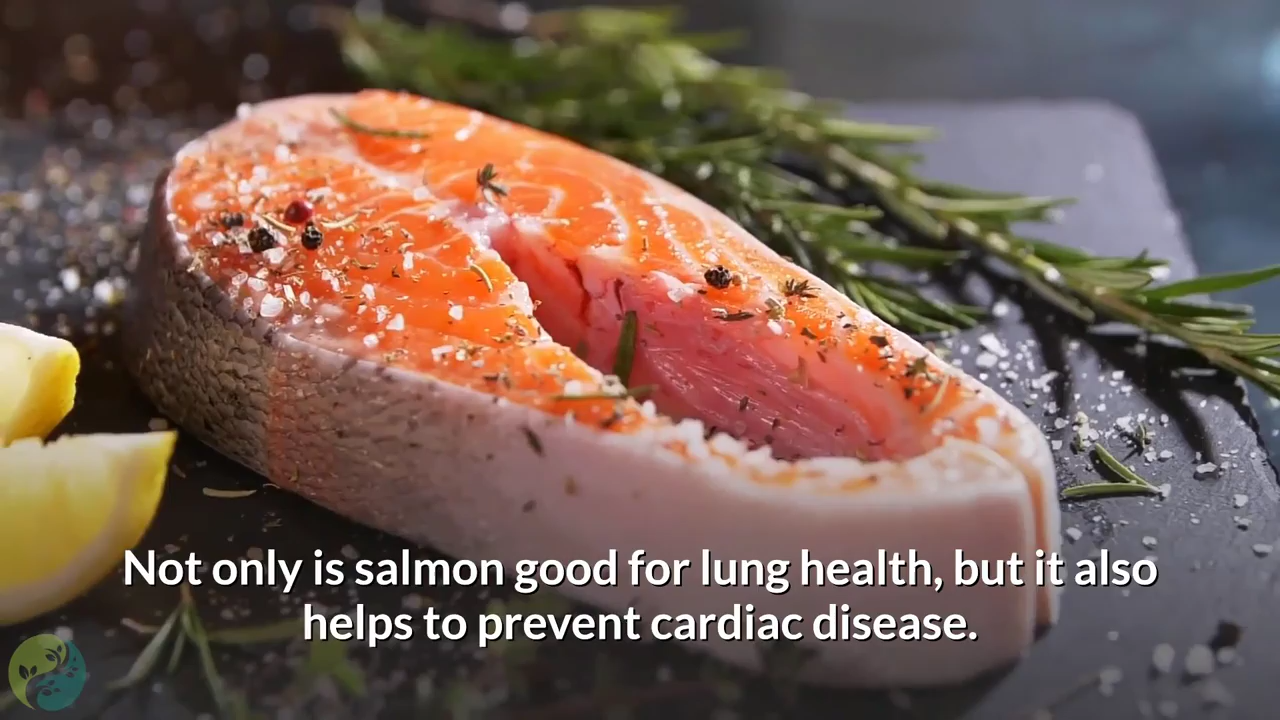 Not only is salmon good for lung health, but it also
helps to prevent cardiac disease.